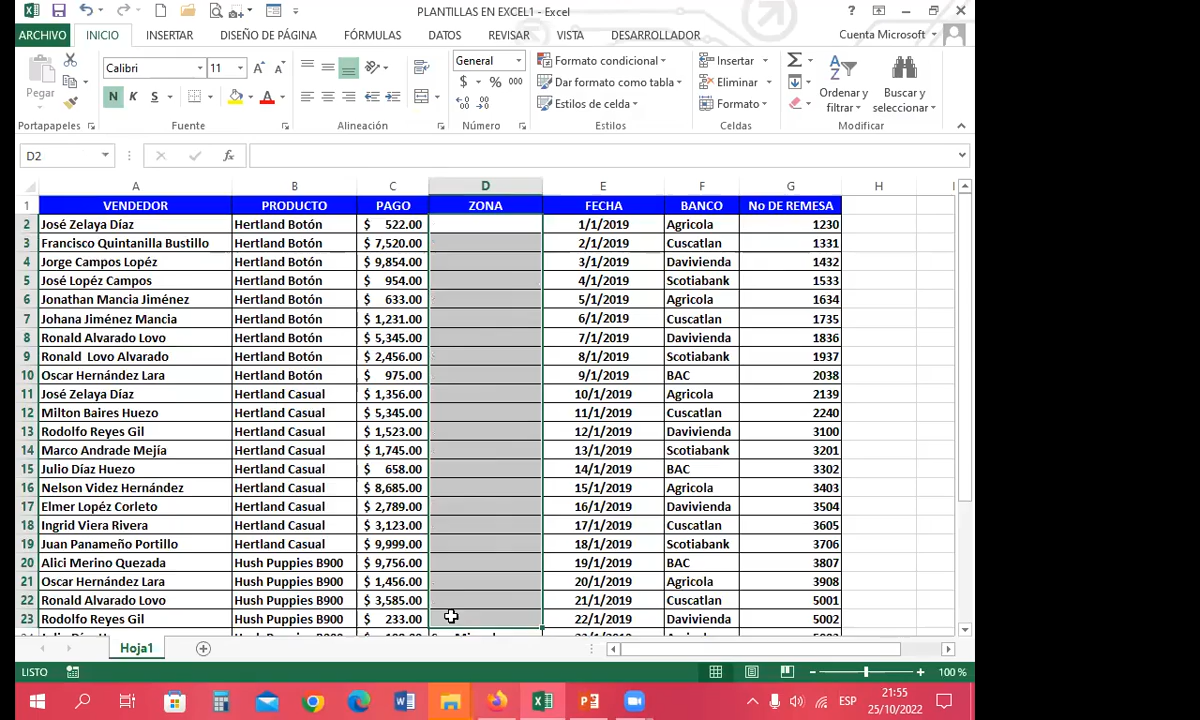 PLANTILLAS EN EXCEL1 - Excel
ARCHIVO INICIO INSERTAR DISEÑO DE PÁGINA FÓRMULAS DATOS REVISAR VISTA DESARROLLADOR Cuenta Microsoft
Pegar
Calibri 11
N K S
General
$ % 000
Formato condicional
Dar formato como tabla
Estilos de celda
Insertar
Eliminar
Formato
Ordenar y filtrar
Buscar y seleccionar
Portapapeles Fuente Alineación Número Estilos Celdas Modificar
D2
A B C D E F G H I
1 VENDEDOR PRODUCTO PAGO ZONA FECHA BANCO No DE REMESA
2 José Zelaya Díaz Hertland Botón $ 522.00 1/1/2019 Agricola 1230
3 Francisco Quintanilla Bustillo Hertland Botón $ 7,520.00 2/1/2019 Cuscatlan 1331
4 Jorge Campos Lopéz Hertland Botón $ 9,854.00 3/1/2019 Davivienda 1432
5 José Lopéz Campos Hertland Botón $ 954.00 4/1/2019 Scotiabank 1533
6 Jonathan Mancia Jiménez Hertland Botón $ 633.00 5/1/2019 Agricola 1634
7 Johana Jiménez Mancia Hertland Botón $ 1,231.00 6/1/2019 Cuscatlan 1735
8 Ronald Alvarado Lovo Hertland Botón $ 5,345.00 7/1/2019 Davivienda 1836
9 Ronald Lovo Alvarado Hertland Botón $ 2,456.00 8/1/2019 Scotiabank 1937
10 Oscar Hernández Lara Hertland Botón $ 975.00 9/1/2019 BAC 2038
11 José Zelaya Díaz Hertland Casual $ 1,356.00 10/1/2019 Agricola 2139
12 Milton Baires Huezo Hertland Casual $ 5,345.00 11/1/2019 Cuscatlan 2240
13 Rodolfo Reyes Gil Hertland Casual $ 1,523.00 12/1/2019 Davivienda 3100
14 Marco Andrade Mejía Hertland Casual $ 1,745.00 13/1/2019 Scotiabank 3201
15 Julio Díaz Huezo Hertland Casual $ 658.00 14/1/2019 BAC 3302
16 Nelson Videz Hernández Hertland Casual $ 8,685.00 15/1/2019 Agricola 3403
17 Elmer Lopéz Corleto Hertland Casual $ 2,789.00 16/1/2019 Davivienda 3504
18 Ingrid Viera Rivera Hertland Casual $ 3,123.00 17/1/2019 Cuscatlan 3605
19 Juan Panameño Portillo Hertland Casual $ 9,999.00 18/1/2019 Scotiabank 3706
20 Alici Merino Quezada Hush Puppies B900 $ 9,756.00 19/1/2019 BAC 3807
21 Oscar Hernández Lara Hush Puppies B900 $ 1,456.00 20/1/2019 Agricola 3908
22 Ronald Alvarado Lovo Hush Puppies B900 $ 3,585.00 21/1/2019 Cuscatlan 5001
23 Rodolfo Reyes Gil Hush Puppies B900 $ 233.00 22/1/2019 Davivienda 5002
Hoja1
LISTO 100 %
ESP 21:55
25/10/2022